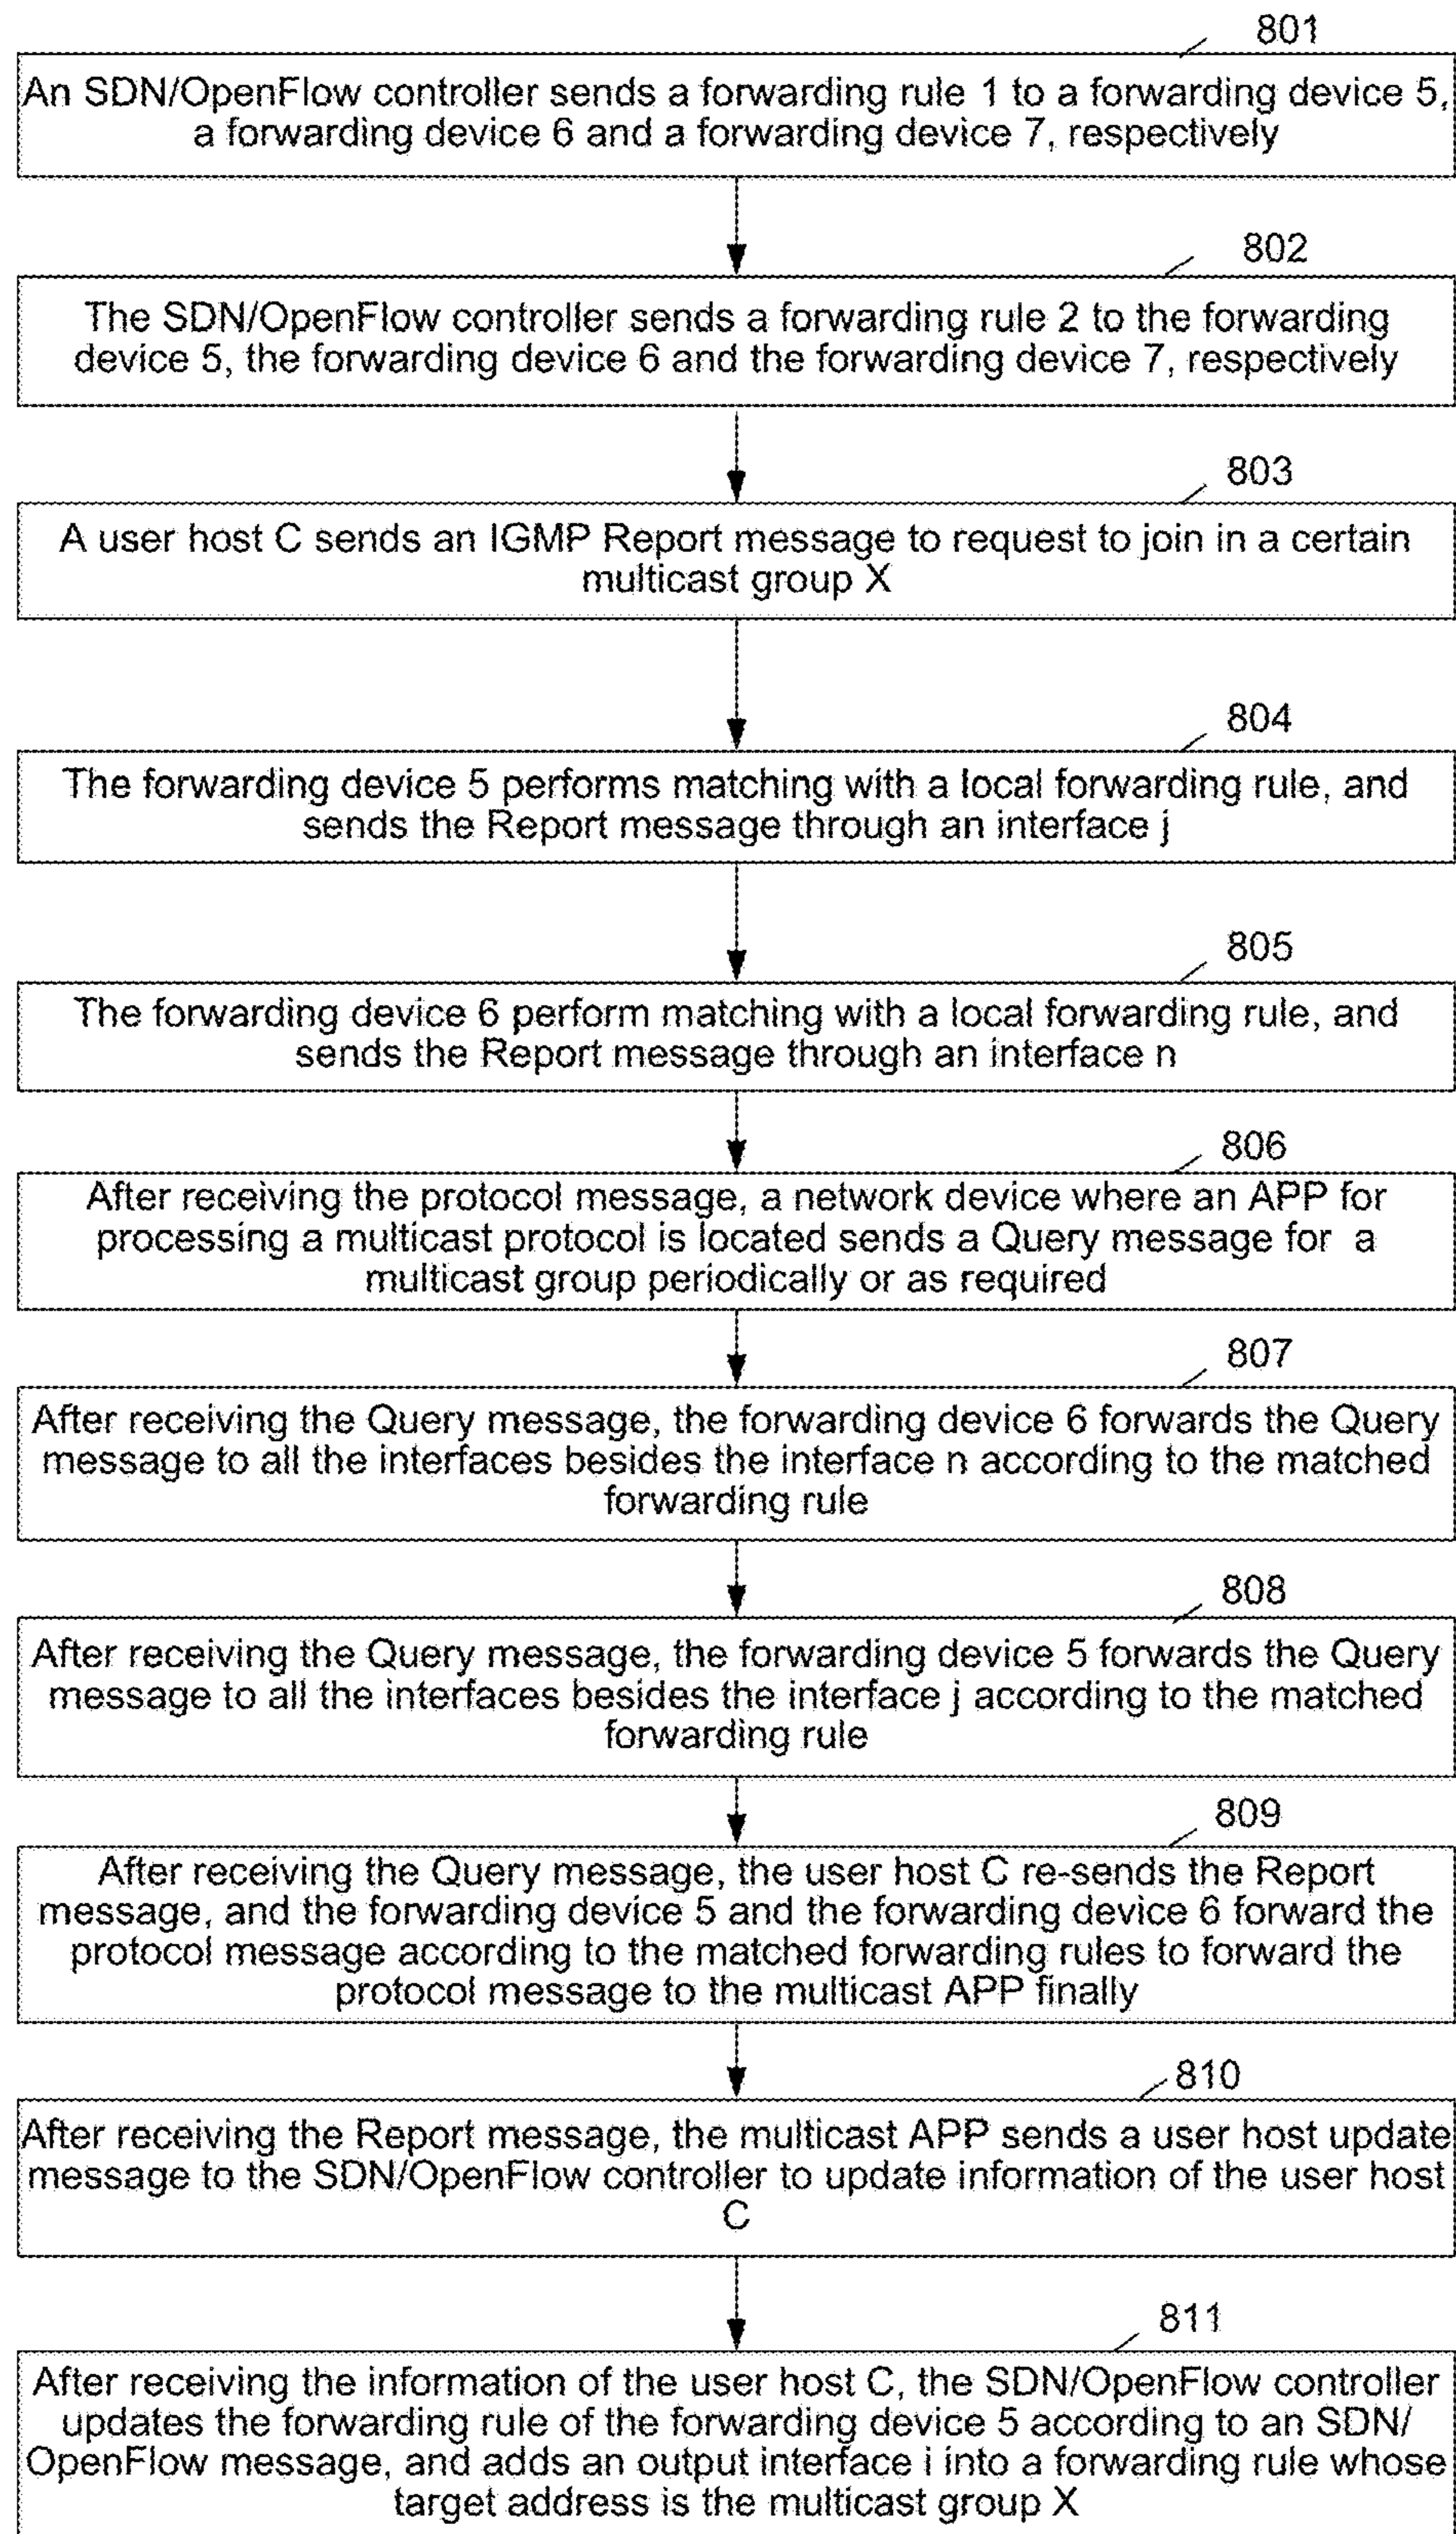 801
An SDN/OpenFlow controller sends a forwarding rule 1 to a forwarding device 5,
a forwarding device 6 and a forwarding device 7, respectively
802
The SDN/OpenFlow controller sends a forwarding rule 2 to the forwarding
device 5, the forwarding device 6 and the forwarding device 7, respectively
803
A user host C sends an IGMP Report message to request to join in a certain
multicast group X
804
The forwarding device 5 performs matching with a local forwarding rule, and
sends the Report message through an interface j
805
The forwarding device 6 perform matching with a local forwarding rule, and
sends the Report message through an interface n
806
After receiving the protocol message, a network device where an APP for
processing a multicast protocol is located sends a Query message for a
multicast group periodically or as required
807
After receiving the Query message, the forwarding device 6 forwards the Query
message to all the interfaces besides the interface n according to the matched
forwarding rule
808
After receiving the Query message, the forwarding device 5 forwards the Query
message to all the interfaces besides the interface j according to the matched
forwarding rule
809
After receiving the Query message, the user host C re-sends the Report
message, and the forwarding device 5 and the forwarding device 6 forward the
protocol message according to the matched forwarding rules to forward the
protocol message to the multicast APP finally
810
After receiving the Report message, the multicast APP sends a user host update
message to the SDN/OpenFlow controller to update information of the user host
C
811
After receiving the information of the user host C, the SDN/OpenFlow controller
updates the forwarding rule of the forwarding device 5 according to an SDN/
OpenFlow message, and adds an output interface i into a forwarding rule whose
target address is the multicast group X